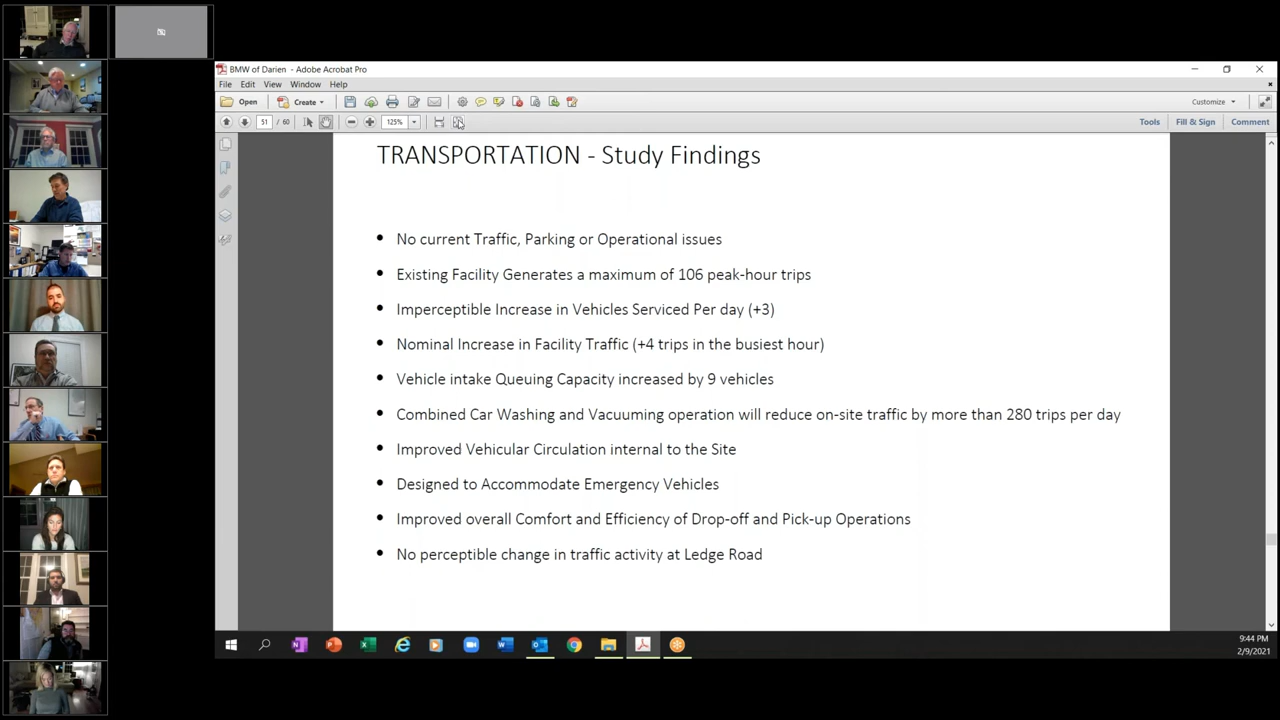 BMW of Darien - Adobe Acrobat Pro
File Edit View Window Help
Open Create Customize
51 / 60 125% Tools Fill & Sign Comment
TRANSPORTATION - Study Findings
• No current Traffic, Parking or Operational issues
• Existing Facility Generates a maximum of 106 peak-hour trips
• Imperceptible Increase in Vehicles Serviced Per day (+3)
• Nominal Increase in Facility Traffic (+4 trips in the busiest hour)
• Vehicle intake Queuing Capacity increased by 9 vehicles
• Combined Car Washing and Vacuuming operation will reduce on-site traffic by more than 280 trips per day
• Improved Vehicular Circulation internal to the Site
• Designed to Accommodate Emergency Vehicles
• Improved overall Comfort and Efficiency of Drop-off and Pick-up Operations
• No perceptible change in traffic activity at Ledge Road
9:44 PM
2/9/2021